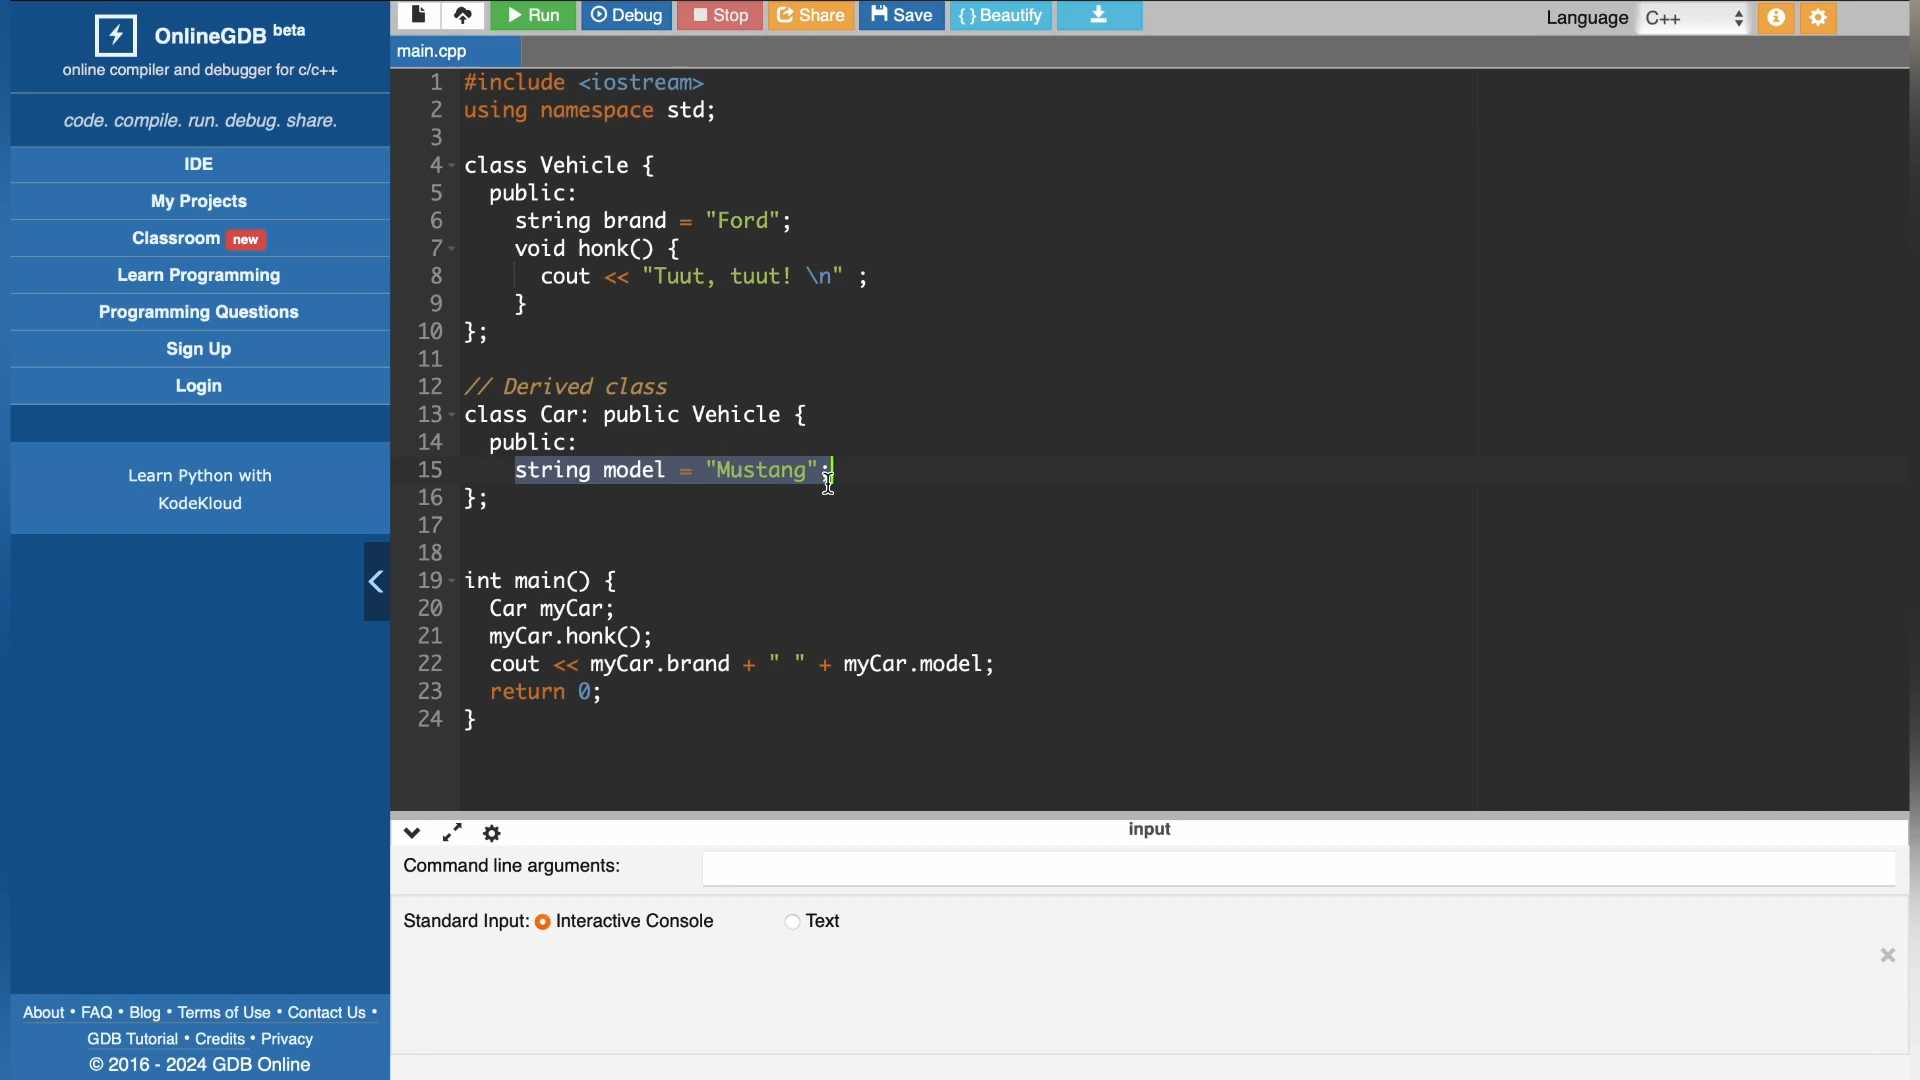 OnlineGDB beta
online compiler and debugger for c/c++
code. compile. run. debug. share.
IDE
My Projects
Classroom new
Learn Programming
Programming Questions
Sign Up
Login
Learn Python with
KodeKloud
About • FAQ • Blog • Terms of Use • Contact Us •
GDB Tutorial • Credits • Privacy
© 2016 - 2024 GDB Online
Run Debug Stop Share Save { } Beautify Language C++
main.cpp
1 #include <iostream>
2 using namespace std;
3
4 class Vehicle {
5 public:
6 string brand = "Ford";
7 void honk() {
8 cout << "Tuut, tuut! \n" ;
9 }
10 };
11
12 // Derived class
13 class Car: public Vehicle {
14 public:
15 string model = "Mustang";
16 };
17
18
19 int main() {
20 Car myCar;
21 myCar.honk();
22 cout << myCar.brand + " " + myCar.model;
23 return 0;
24 }
input
Command line arguments:
Standard Input: Interactive Console Text